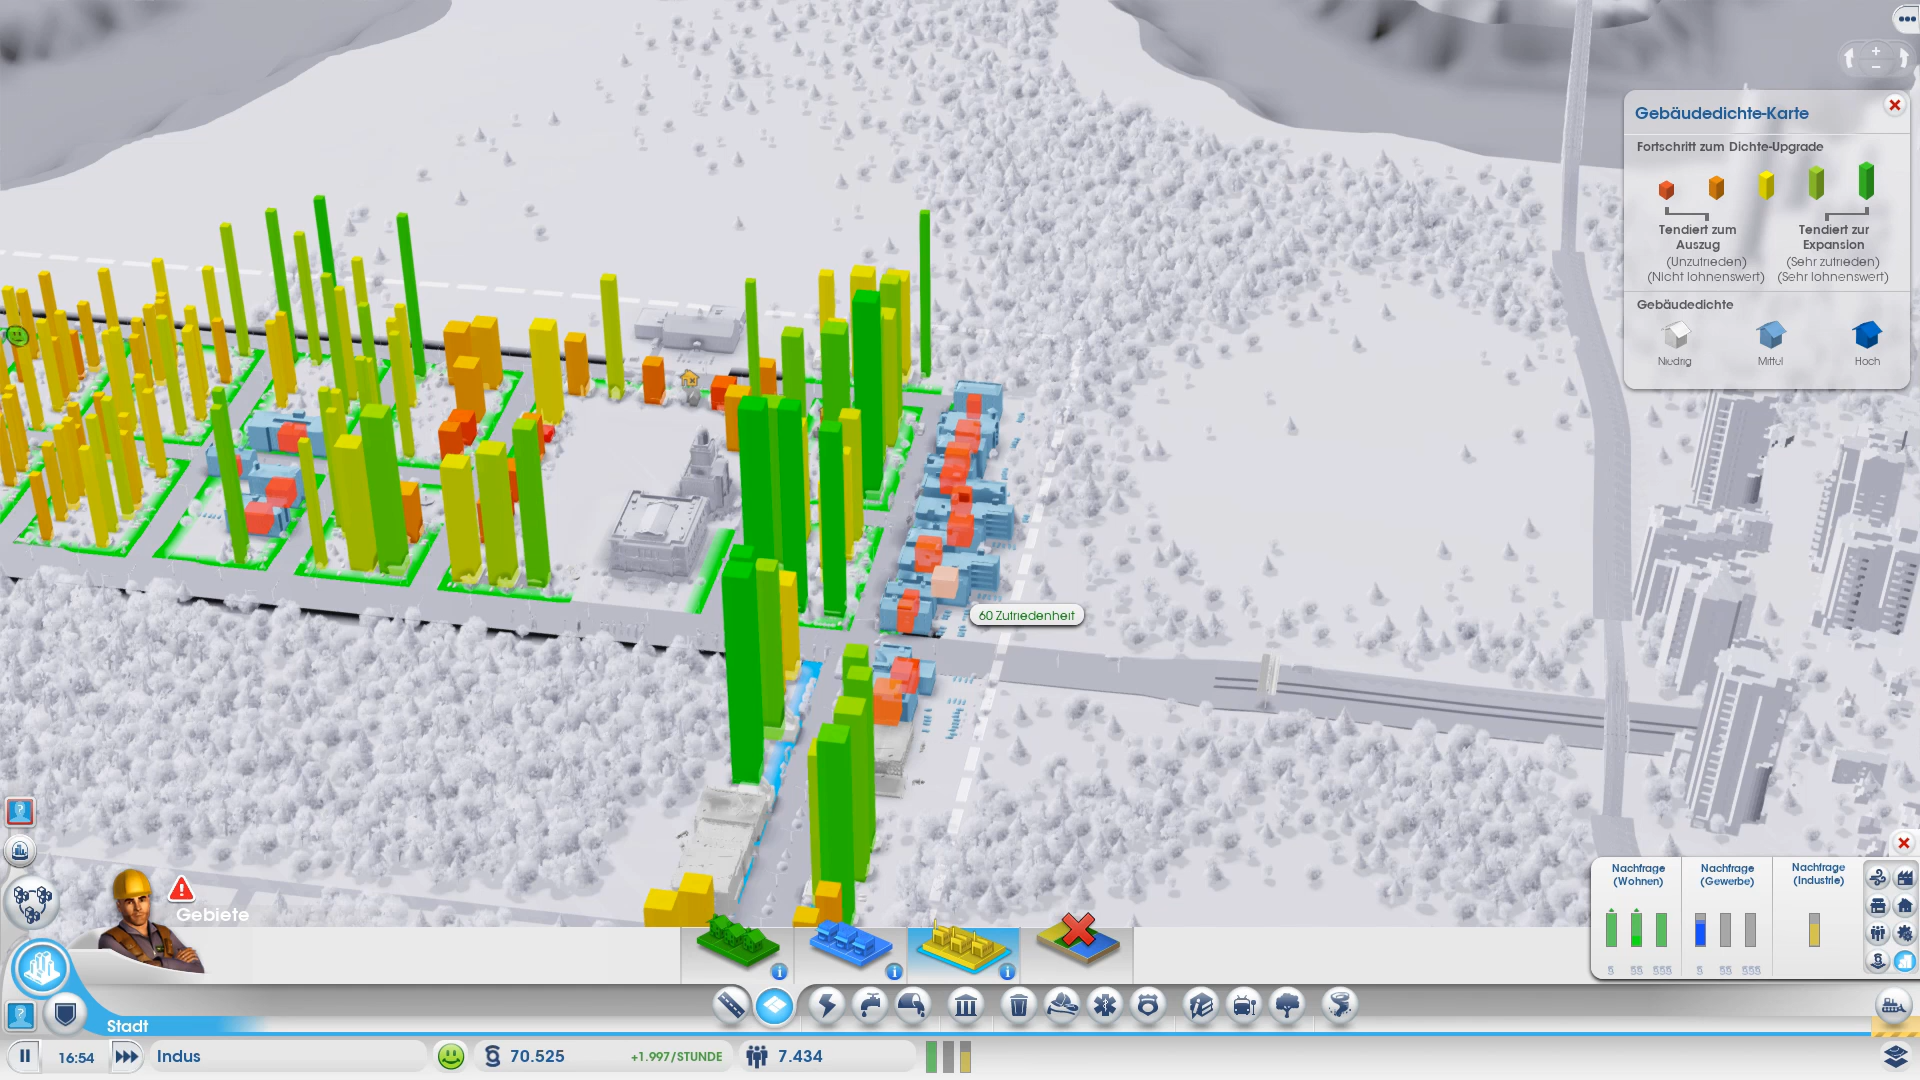 Gebäudedichte-Karte
Fortschritt zum Dichte-Upgrade
Tendiert zum
Auszug
(Unzufrieden)
(Nicht lohnenswert)
Tendiert zur
Expansion
(Sehr zufrieden)
(Sehr lohnenswert)
Gebäudedichte
Niedrig
Mittel
Hoch
60 Zufriedenheit
Gebiete
Nachfrage
(Wohnen)
Nachfrage
(Gewerbe)
Nachfrage
(Industrie)
§ §§ §§§
§ §§ §§§
Stadt
16:54
Indus
70.525
+1.997/STUNDE
7.434